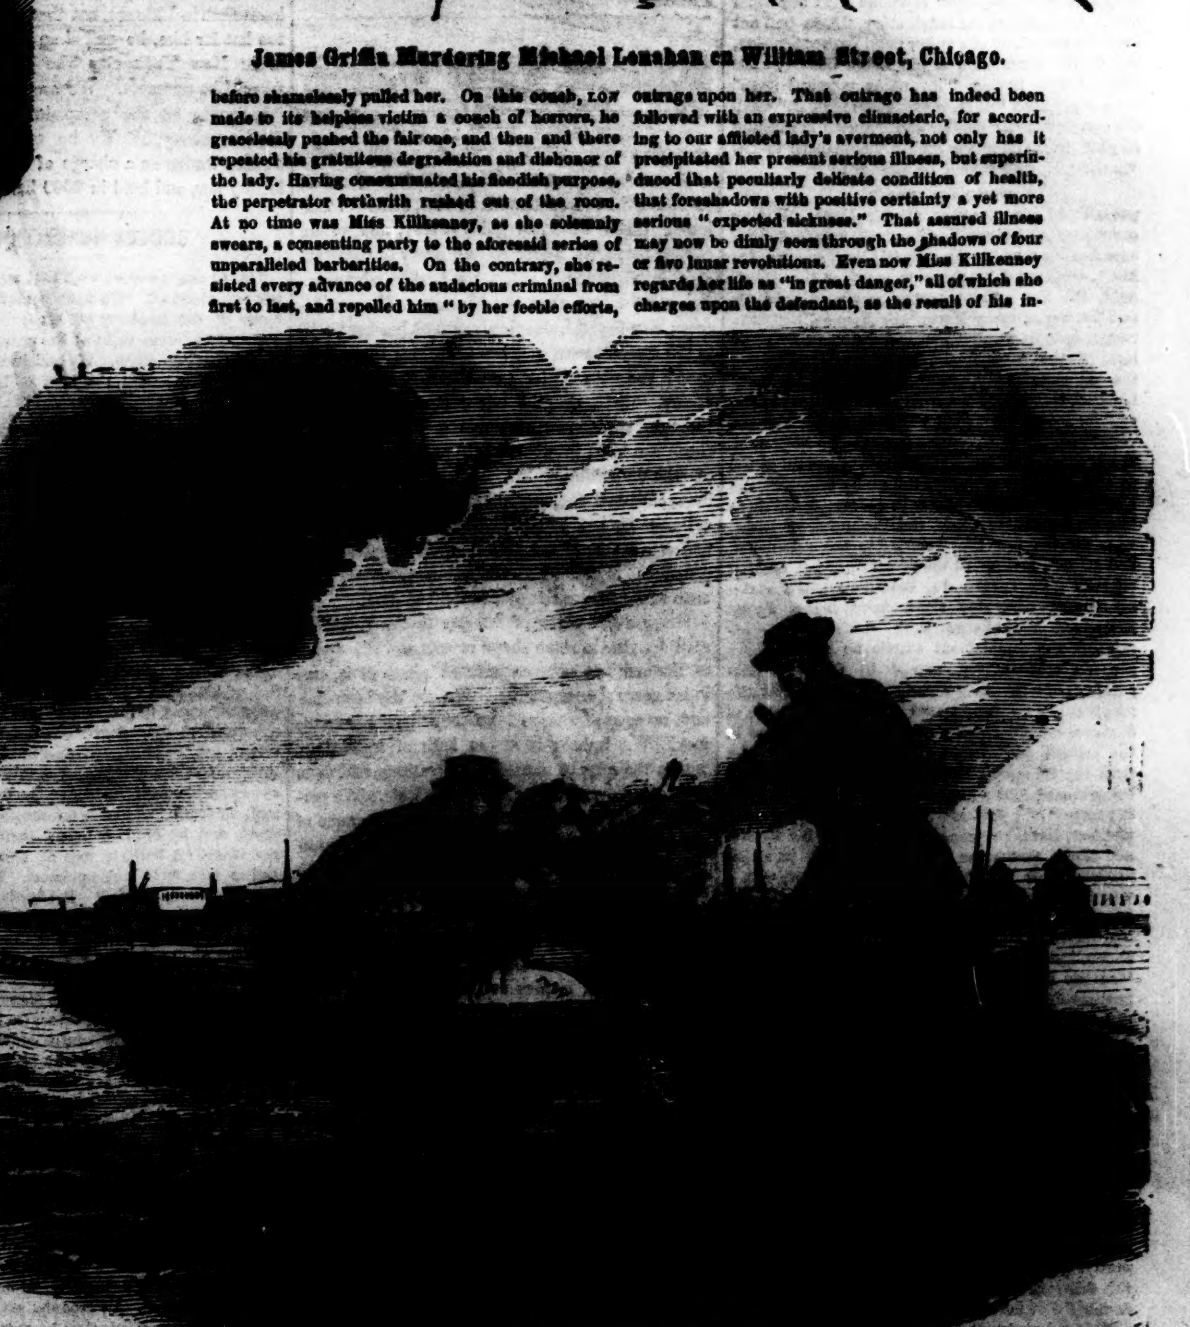 James Griffin Murdering Michael Lenahan on William Street, Chicago.
before shamelessly pulled her. On this couch, now
made to its helpless victim a couch of horrors, he
gracelessly pushed the fair one, and then and there
repeated his gratuitous degradation and dishonor of
the lady. Having consummated his fiendish purpose,
the perpetrator forthwith rushed out of the room.
At no time was Miss Killkenney, as she solemnly
swears, a consenting party to the aforesaid series of
unparalleled barbarities. On the contrary, she re-
sisted every advance of the audacious criminal from
first to last, and repelled him "by her feeble efforts,
outrage upon her. That outrage has indeed been
followed with an expressive climacteric, for accord-
ing to our afflicted lady's averment, not only has it
precipitated her present serious illness, but superin-
duced that peculiarly delicate condition of health,
that foreshadows with positive certainty a yet more
serious "expected sickness." That assured illness
may now be dimly seen through the shadows of four
or five lunar revolutions. Even now Miss Killkenney
regards her life as "in great danger," all of which she
charges upon the defendant, as the result of his in-